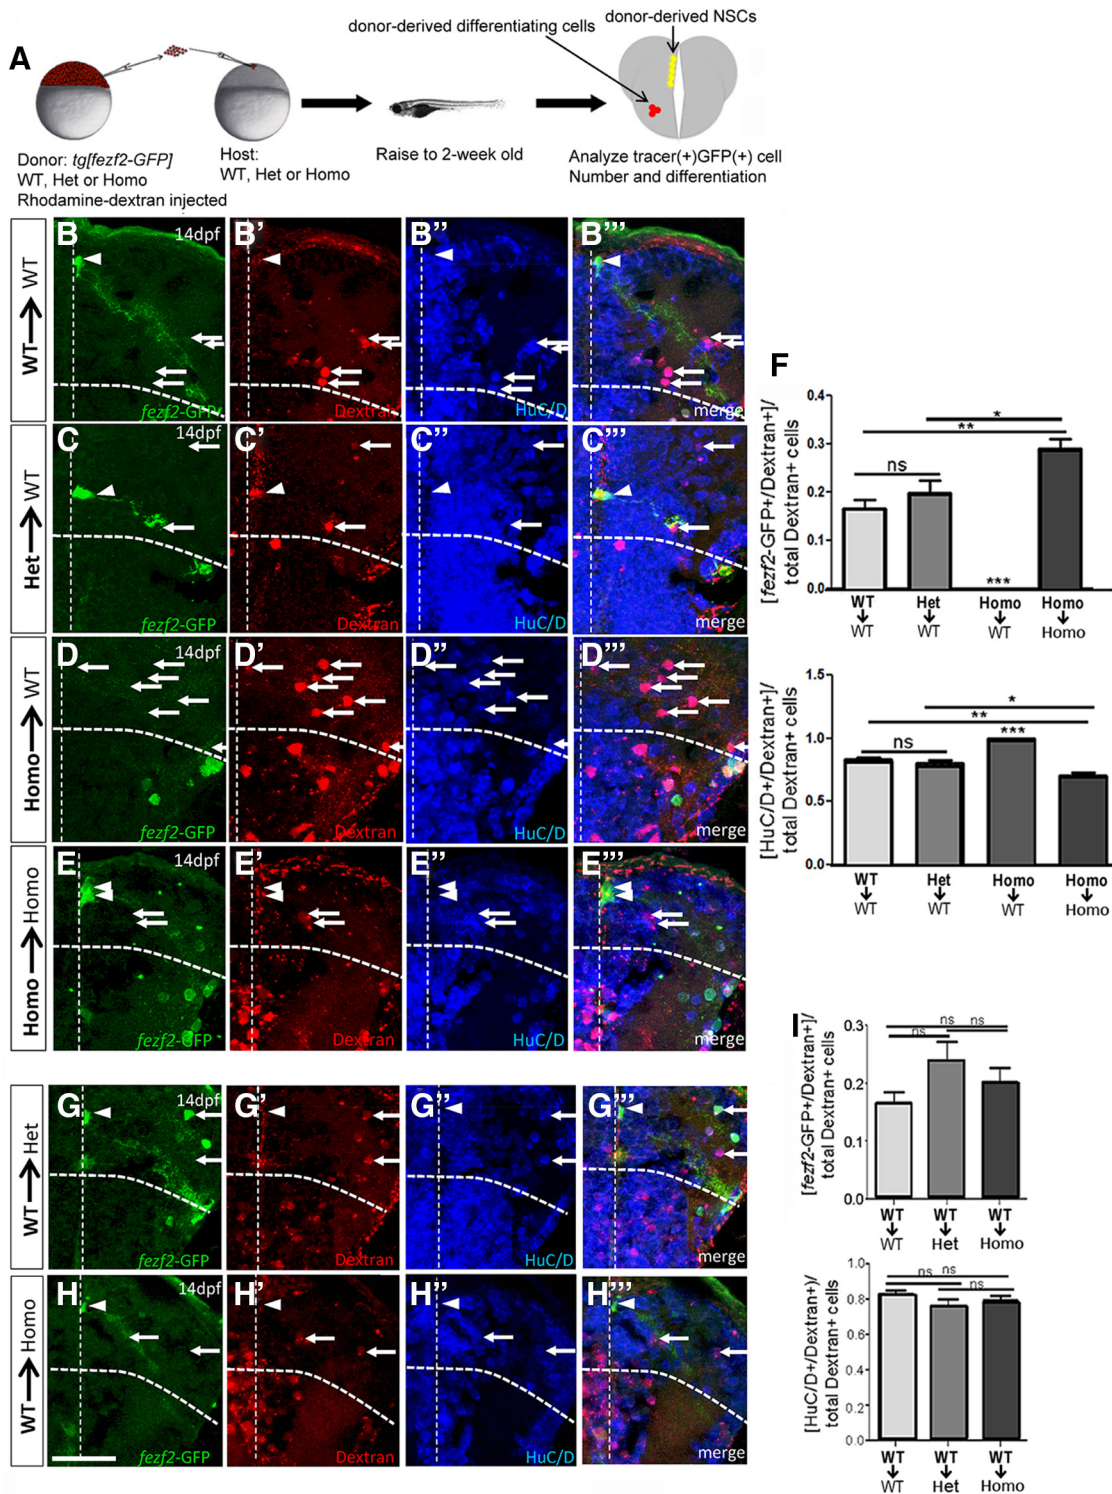 A
donor-derived NSCs
donor-derived differentiating cells
Donor: tg[fezf2-GFP]
WT, Het or Homo
Rhodamine-dextran injected
Host:
WT, Het or Homo
Raise to 2-week old
Analyze tracer(+)GFP(+) cell
Number and differentiation
WT → WT
B
14dpf
fezf2-GFP
B'
Dextran
B''
HuC/D
B'''
merge
Het → WT
C
14dpf
fezf2-GFP
C'
Dextran
C''
HuC/D
C'''
merge
Homo → WT
D
14dpf
fezf2-GFP
D'
Dextran
D''
HuC/D
D'''
merge
Homo → Homo
E
14dpf
fezf2-GFP
E'
Dextran
E''
HuC/D
E'''
merge
F
[fezf2-GFP+/Dextran+]/
total Dextran+ cells
0.4
0.3
0.2
0.1
0.0
ns
**
*
***
WT ↓ WT
Het ↓ WT
Homo ↓ WT
Homo ↓ Homo
[HuC/D+/Dextran+]/
total Dextran+ cells
1.5
1.0
0.5
0.0
ns
**
*
***
WT ↓ WT
Het ↓ WT
Homo ↓ WT
Homo ↓ Homo
WT → Het
G
14dpf
fezf2-GFP
G'
Dextran
G''
HuC/D
G'''
merge
WT → Homo
H
14dpf
fezf2-GFP
H'
Dextran
H''
HuC/D
H'''
merge
I
[fezf2-GFP+/Dextran+]/
total Dextran+ cells
0.3
0.2
0.1
0.0
ns
ns
ns
WT ↓ WT
WT ↓ Het
WT ↓ Homo
[HuC/D+/Dextran+)/
total Dextran+ cells
1.0
0.8
0.6
0.4
0.2
0.0
ns
ns
ns
WT ↓ WT
WT ↓ Het
WT ↓ Homo